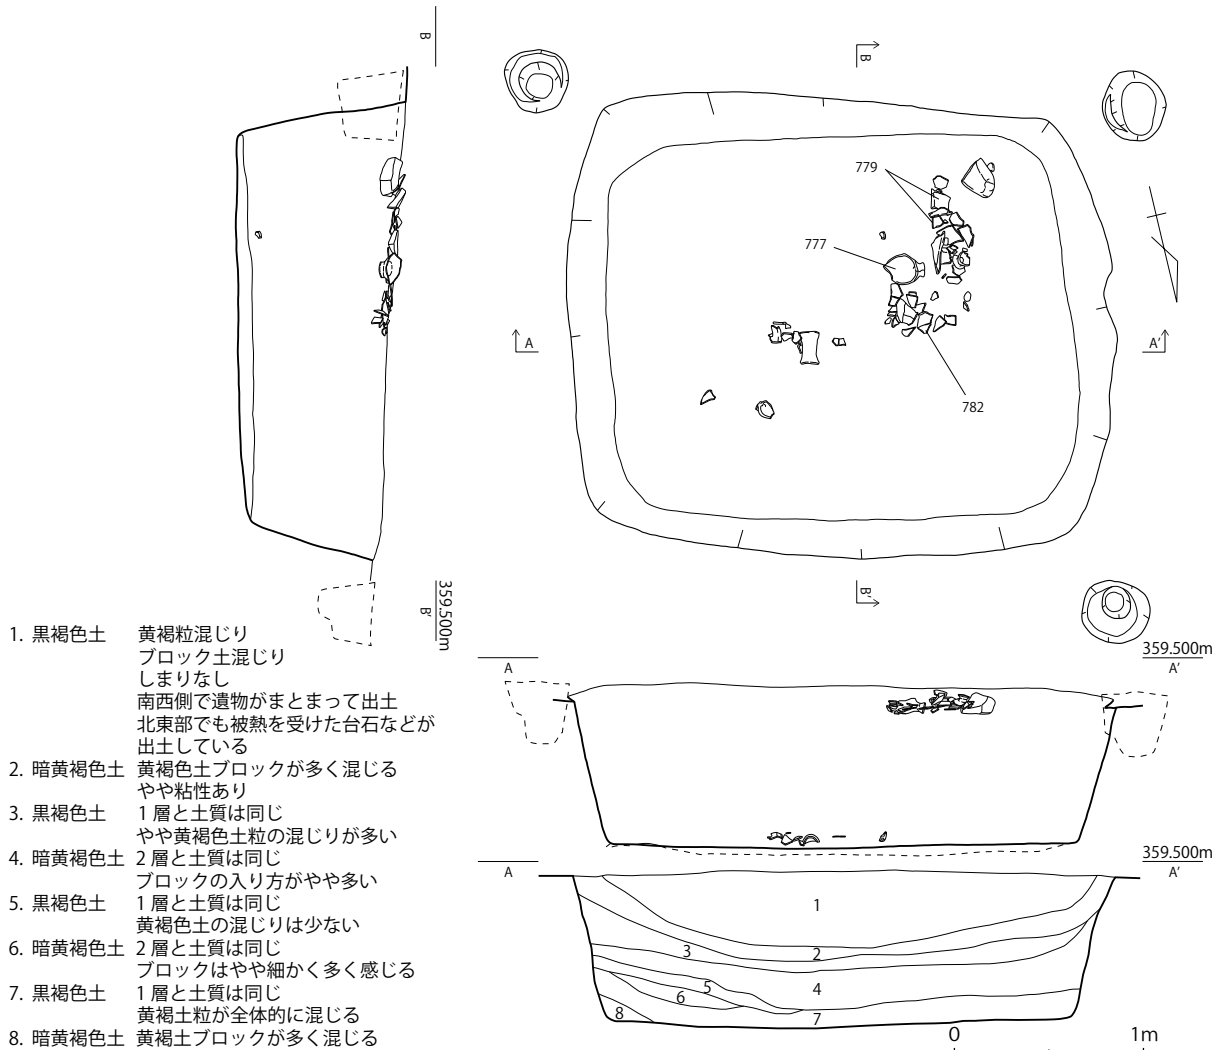 B
B
779
777
A
A'
782
B'
B'
359.500m
359.500m
A
A'
359.500m
A
A'
1
2
3
4
5
6
7
8
0 1m
1. 黒褐色土 黄褐粒混じり
ブロック土混じり
しまりなし
南西側で遺物がまとまって出土
北東部でも被熱を受けた台石などが
出土している
2. 暗黄褐色土 黄褐色土ブロックが多く混じる
やや粘性あり
3. 黒褐色土 1層と土質は同じ
やや黄褐色土粒の混じりが多い
4. 暗黄褐色土 2層と土質は同じ
ブロックの入り方がやや多い
5. 黒褐色土 1層と土質は同じ
黄褐色土の混じりは少ない
6. 暗黄褐色土 2層と土質は同じ
ブロックはやや細かく多く感じる
7. 黒褐色土 1層と土質は同じ
黄褐土粒が全体的に混じる
8. 暗黄褐色土 黄褐土ブロックが多く混じる